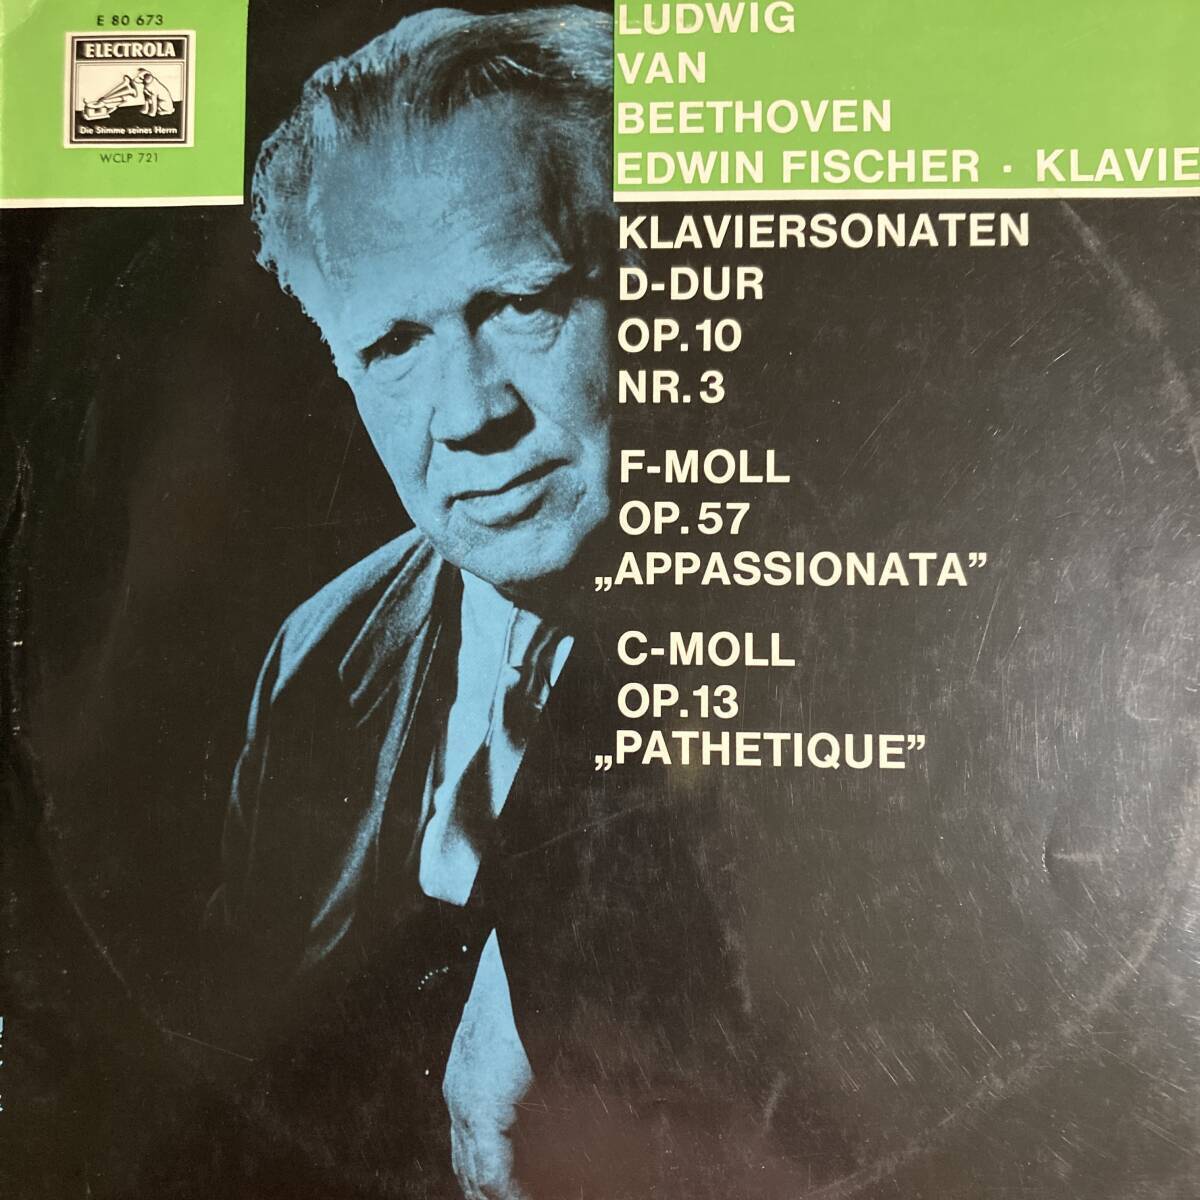 E 80 673
ELECTROLA
Die Stimme seines Herrn
WCLP 721
LUDWIG
VAN
BEETHOVEN
EDWIN FISCHER · KLAVIE
KLAVIERSONATEN
D-DUR
OP. 10
NR. 3
F-MOLL
OP. 57
„APPASSIONATA”
C-MOLL
OP. 13
„PATHETIQUE”